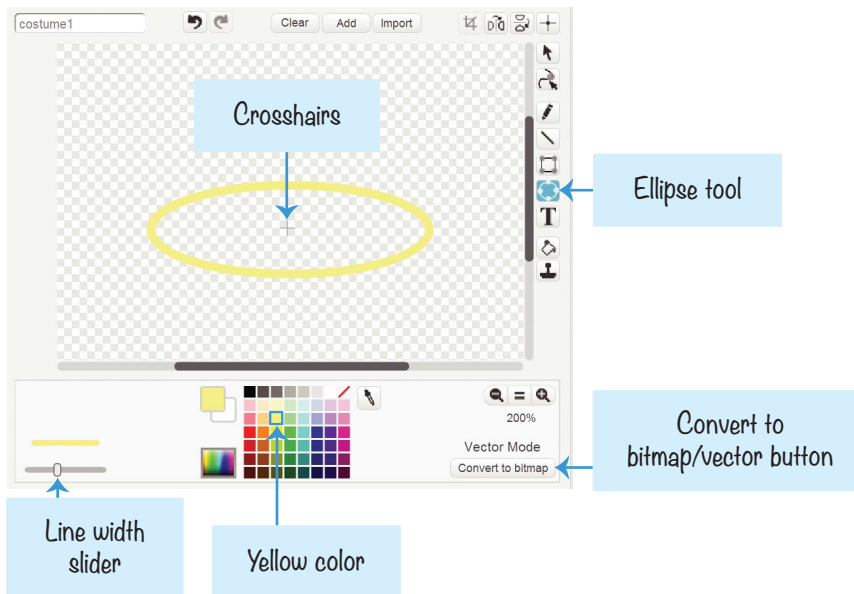 costume1
Clear
Add
Import
Crosshairs
Ellipse tool
T
200%
Vector Mode
Convert to bitmap
Convert to
bitmap/vector button
Line width
slider
Yellow color